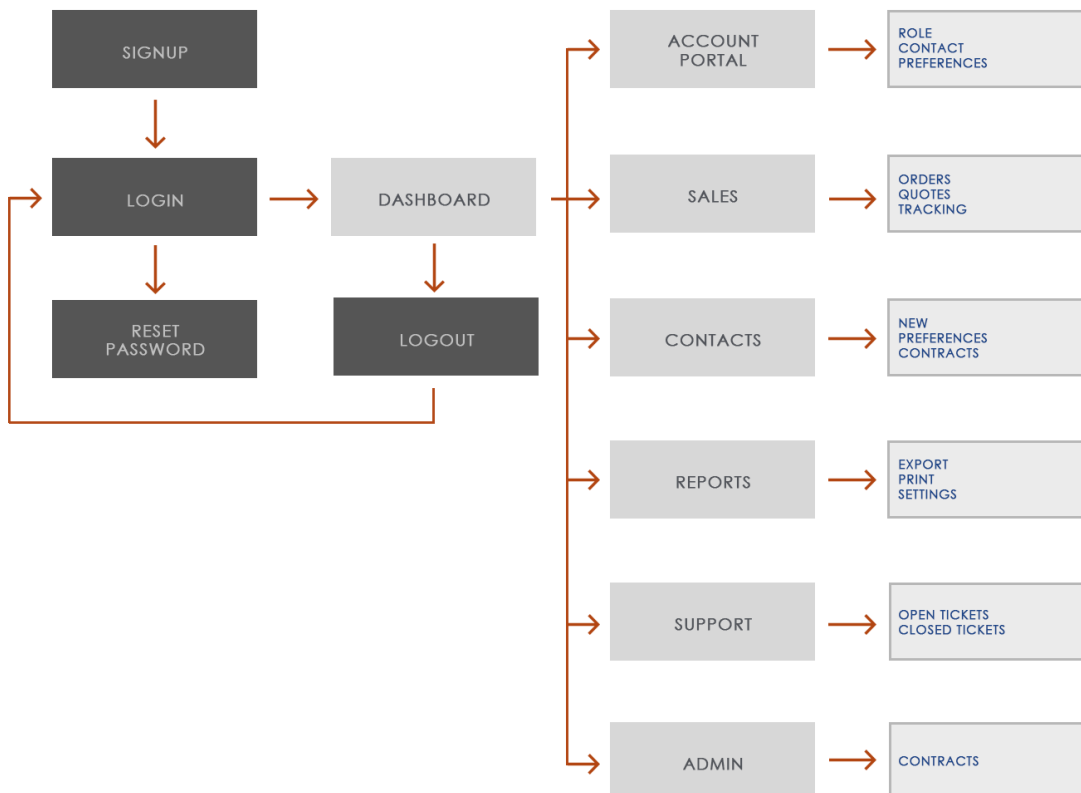 SIGNUP
LOGIN
RESET
PASSWORD
DASHBOARD
LOGOUT
ACCOUNT
PORTAL
ROLE
CONTACT
PREFERENCES
SALES
ORDERS
QUOTES
TRACKING
CONTACTS
NEW
PREFERENCES
CONTRACTS
REPORTS
EXPORT
PRINT
SETTINGS
SUPPORT
OPEN TICKETS
CLOSED TICKETS
ADMIN
CONTRACTS